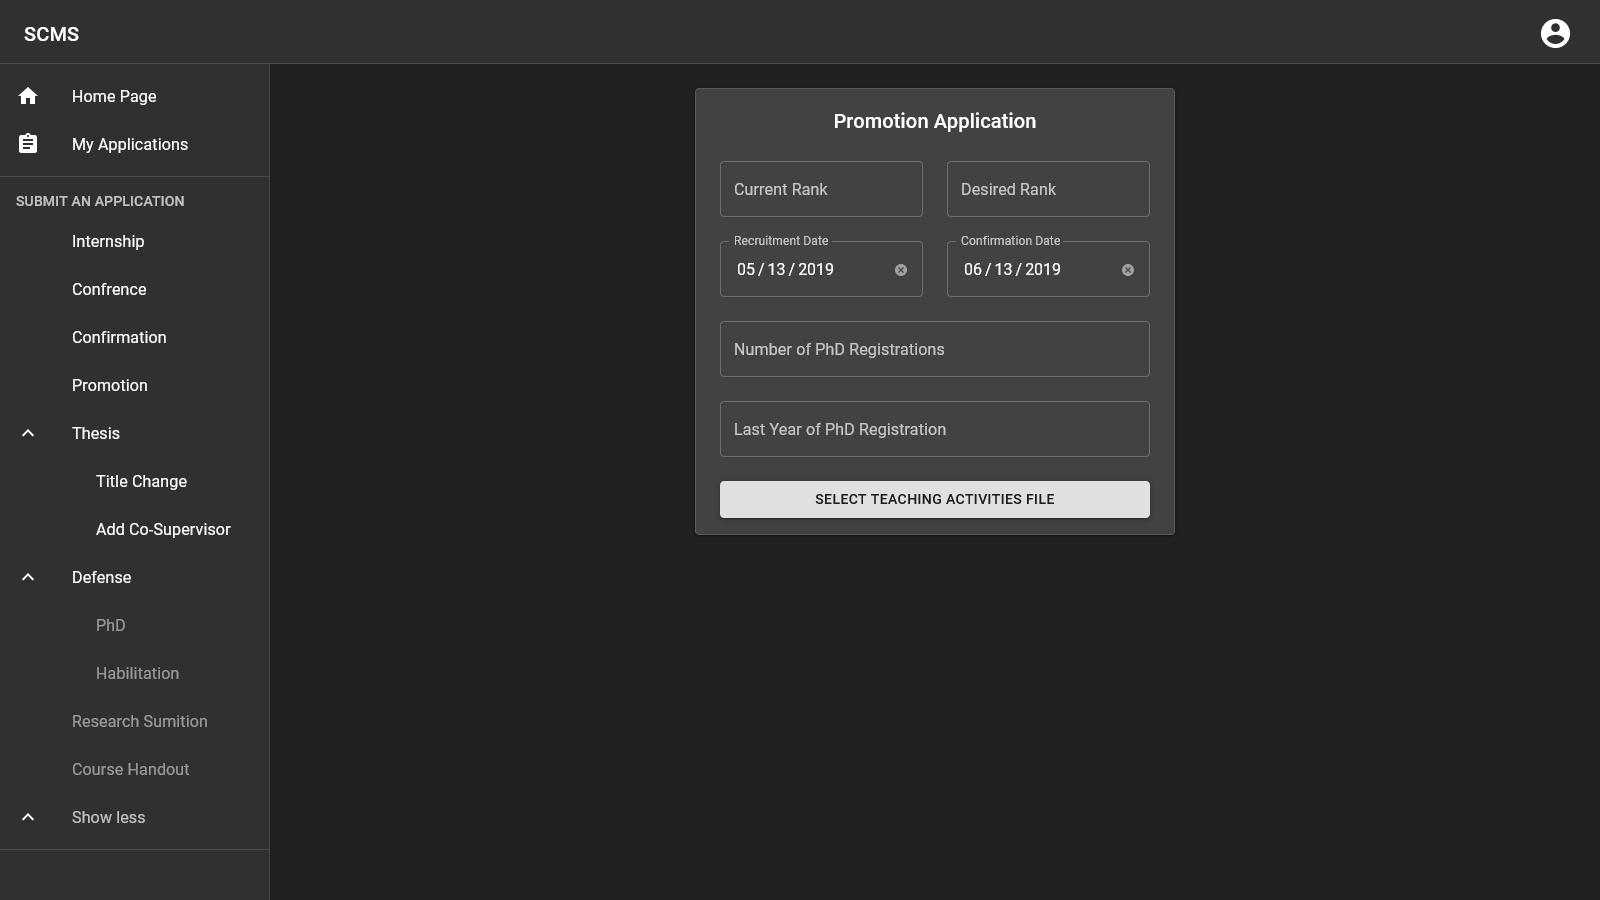 SCMS
Home Page
My Applications
SUBMIT AN APPLICATION
Internship
Confrence
Confirmation
Promotion
Thesis
Title Change
Add Co-Supervisor
Defense
PhD
Habilitation
Research Sumition
Course Handout
Show less
Promotion Application
Current Rank
Desired Rank
Recruitment Date
05 / 13 / 2019
Confirmation Date
06 / 13 / 2019
Number of PhD Registrations
Last Year of PhD Registration
SELECT TEACHING ACTIVITIES FILE